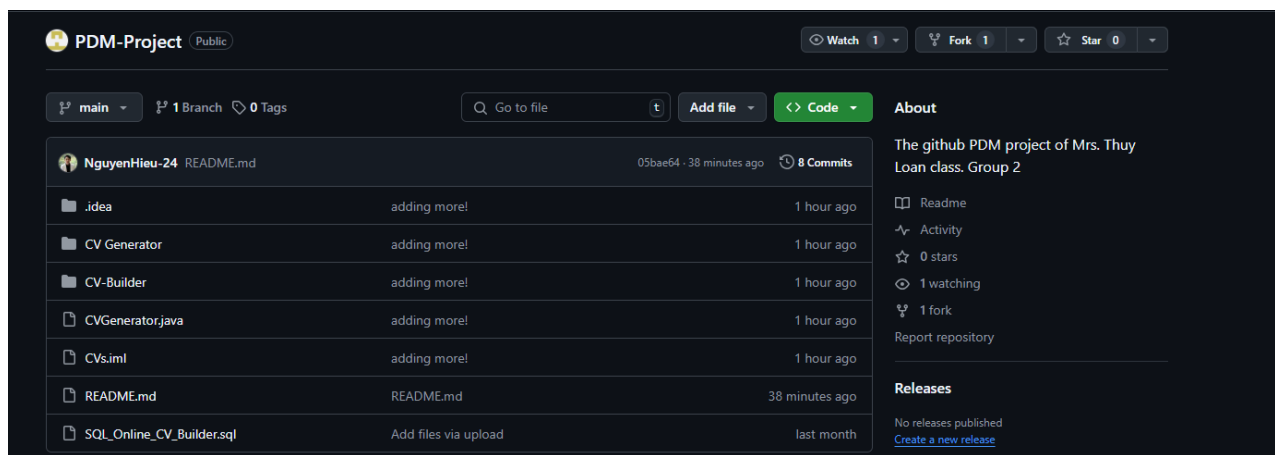 PDM-Project Public
Watch 1 Fork 1 Star 0
main 1 Branch 0 Tags Go to file t Add file Code
NguyenHieu-24 README.md 05bae64 · 38 minutes ago 8 Commits
.idea adding more! 1 hour ago
CV Generator adding more! 1 hour ago
CV-Builder adding more! 1 hour ago
CVGenerator.java adding more! 1 hour ago
CVs.iml adding more! 1 hour ago
README.md README.md 38 minutes ago
SQL_Online_CV_Builder.sql Add files via upload last month
About
The github PDM project of Mrs. Thuy
Loan class. Group 2
Readme
Activity
0 stars
1 watching
1 fork
Report repository
Releases
No releases published
Create a new release